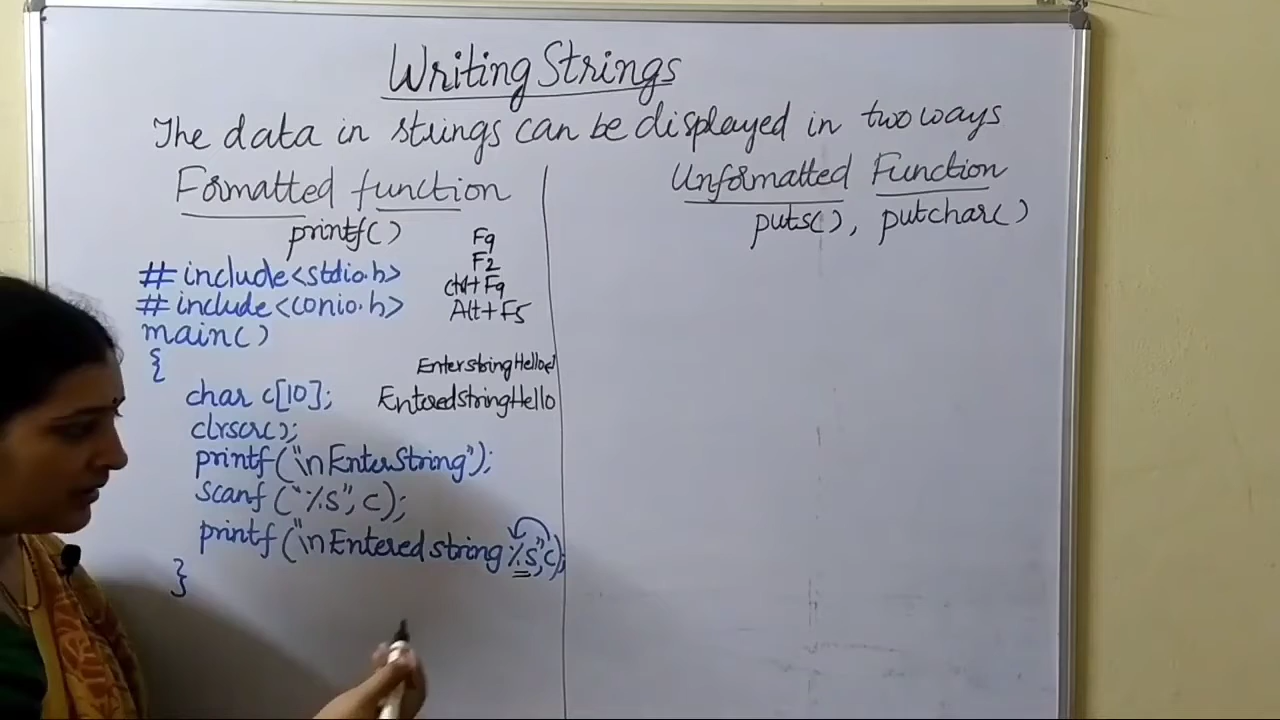 Writing Strings
The data in strings can be displayed in two ways
Formatted function
printf()
F9
F2
ctrl+F9
Alt+F5
#include<stdio.h>
#include<conio.h>
main()
{
char c[10];
clrscr();
printf("\nEnterString");
scanf("%s",c);
printf("\nEntered string %s",c);
}
EnterstringHello↵
EnteredstringHello
Unformatted Function
puts(), putchar()